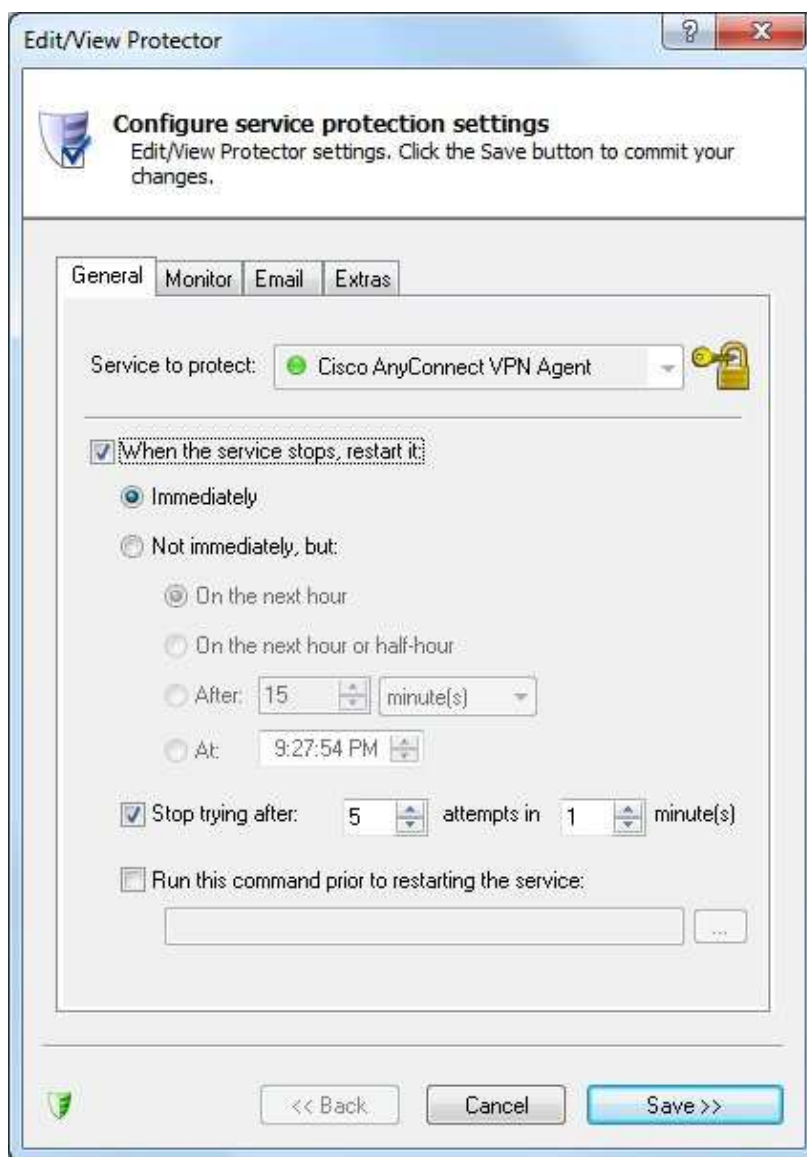 Edit/View Protector
Configure service protection settings
Edit/View Protector settings. Click the Save button to commit your
changes.
General Monitor Email Extras
Service to protect: Cisco AnyConnect VPN Agent
When the service stops, restart it:
Immediately
Not immediately, but:
On the next hour
On the next hour or half-hour
After: 15 minute(s)
At: 9:27:54 PM
Stop trying after: 5 attempts in 1 minute(s)
Run this command prior to restarting the service:
...
<< Back Cancel Save >>